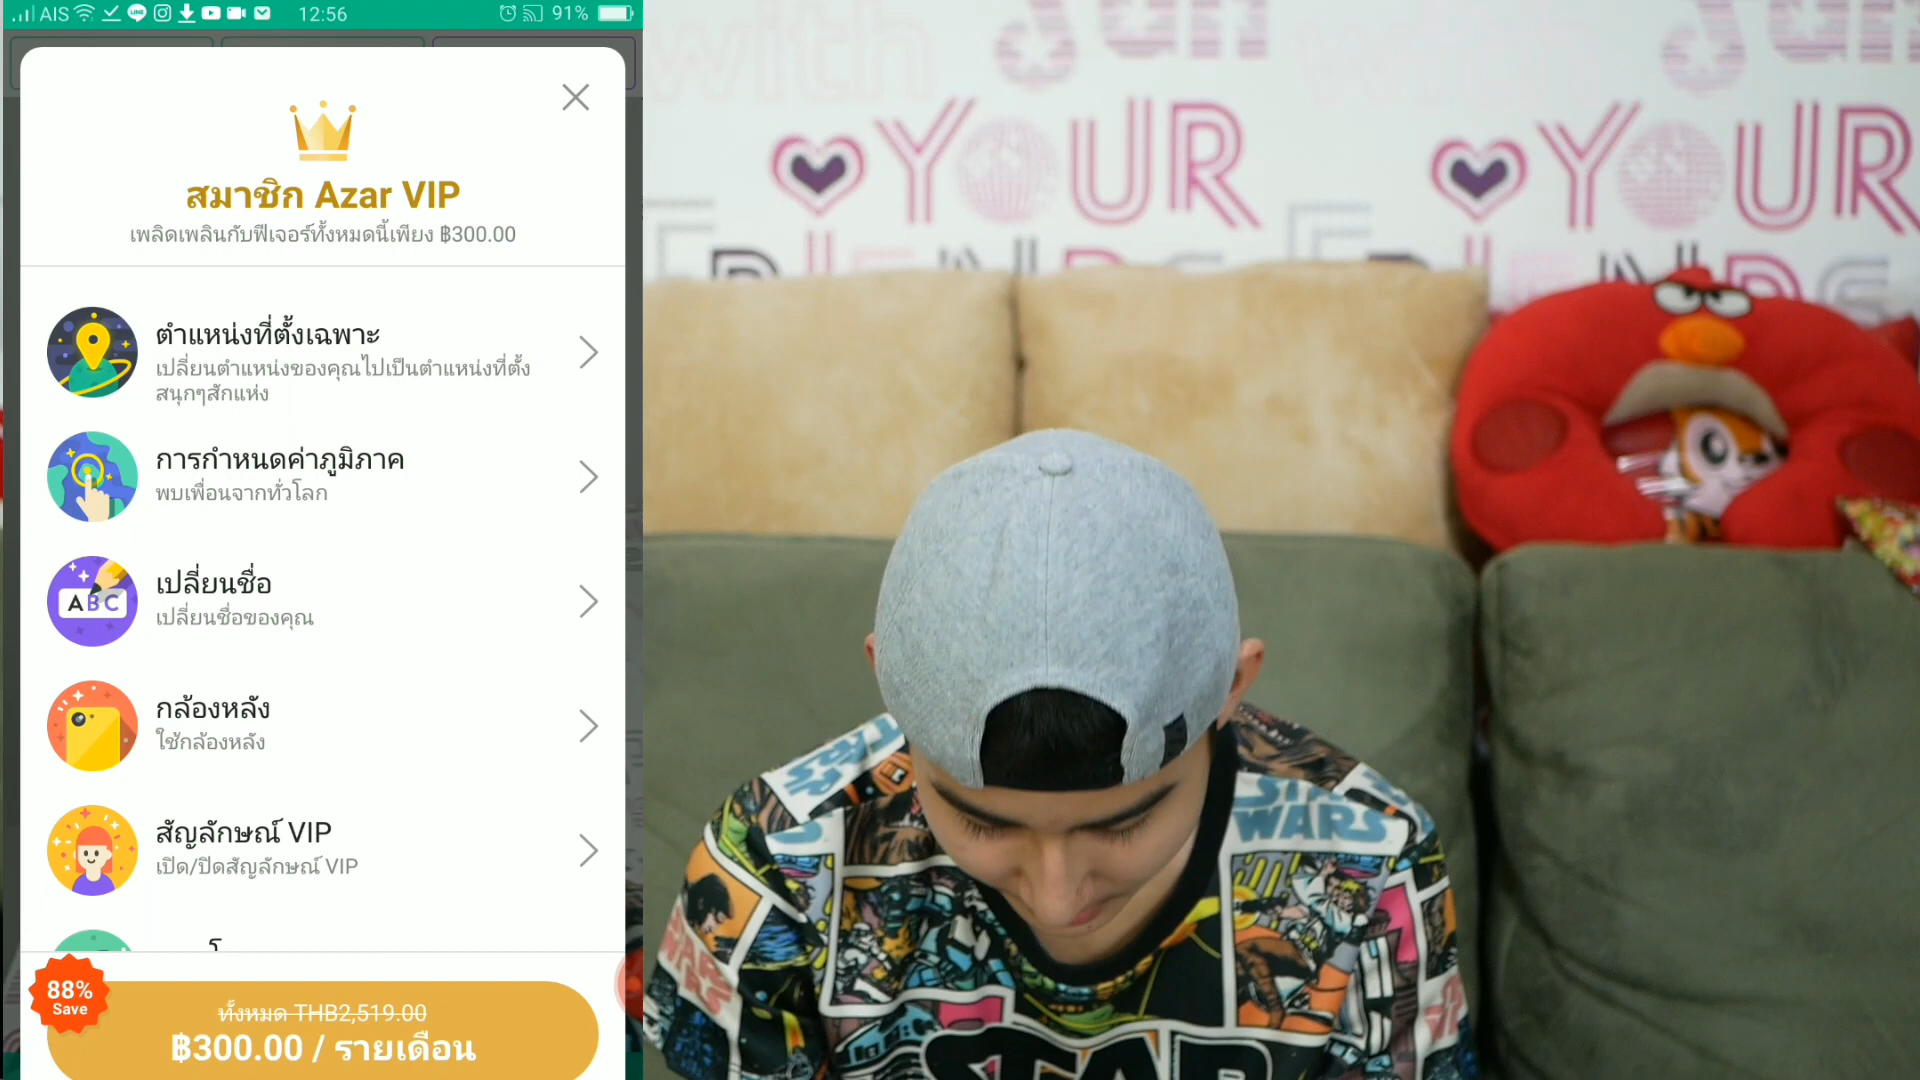 AIS 12:56 91%
สมาชิก Azar VIP
เพลิดเพลินกับฟีเจอร์ทั้งหมดนี้เพียง ฿300.00
ตำแหน่งที่ตั้งเฉพาะ
เปลี่ยนตำแหน่งของคุณไปเป็นตำแหน่งที่ตั้ง
สนุกๆสักแห่ง
การกำหนดค่าภูมิภาค
พบเพื่อนจากทั่วโลก
ABC
เปลี่ยนชื่อ
เปลี่ยนชื่อของคุณ
กล้องหลัง
ใช้กล้องหลัง
สัญลักษณ์ VIP
เปิด/ปิดสัญลักษณ์ VIP
88%
Save
ทั้งหมด THB2,519.00
฿300.00 / รายเดือน
with Fun with Fun
YOUR YOUR
FRIENDS FRIENDS
STAR
WARS
STAR